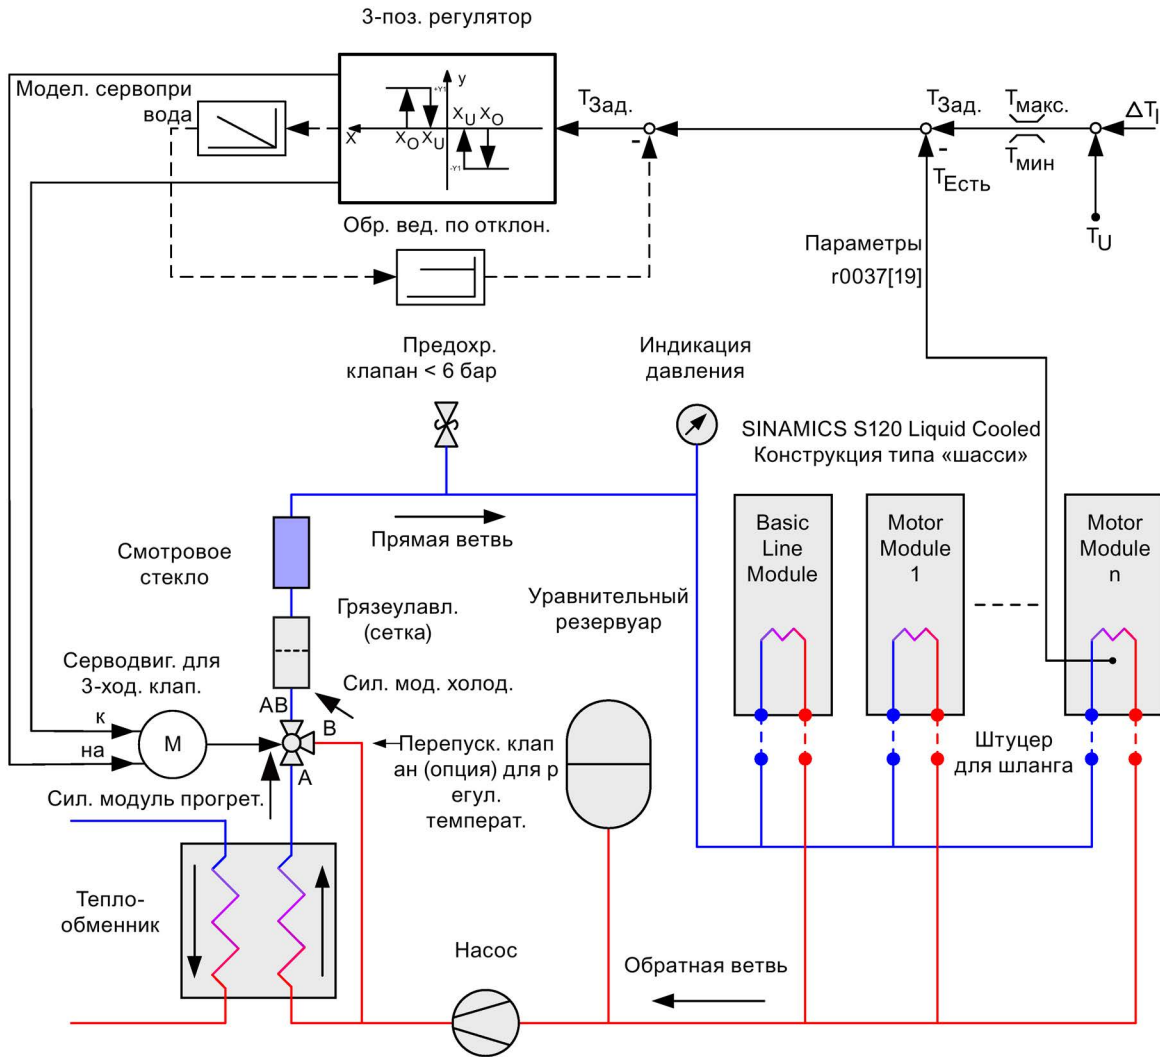 3-поз. регулятор
Модел. сервопри
вода
y
+Y1
X
XO
XU
XU
XO
-Y1
TЗад.
-
TЗад.
-
Tмакс.
Tмин
ΔTI
TU
TЕсть
Параметры
r0037[19]
Обр. вед. по отклон.
Предохр.
клапан < 6 бар
Индикация
давления
SINAMICS S120 Liquid Cooled
Конструкция типа «шасси»
Прямая ветвь
Смотровое
стекло
Basic
Line
Module
Motor
Module
1
Motor
Module
n
Уравнительный
резервуар
Грязеулавл.
(сетка)
Серводвиг. для
3-ход. клап.
Сил. мод. холод.
AB
B
A
к
на
M
Перепуск. клап
ан (опция) для р
егул.
температ.
Штуцер
для шланга
Сил. модуль прогрет.
Тепло-
обменник
Насос
Обратная ветвь